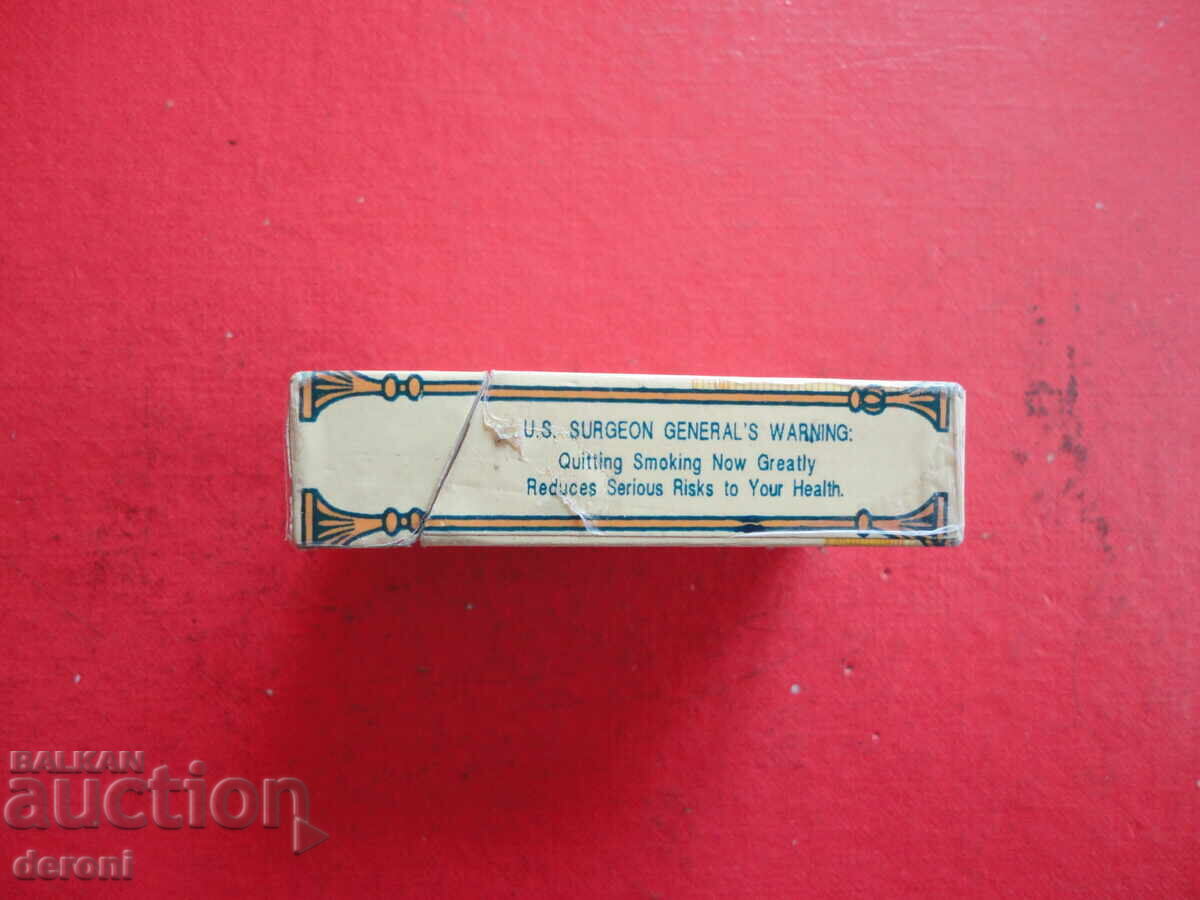 U.S. SURGEON GENERAL'S WARNING:
Quitting Smoking Now Greatly
Reduces Serious Risks to Your Health.
BALKAN
auction
deroni